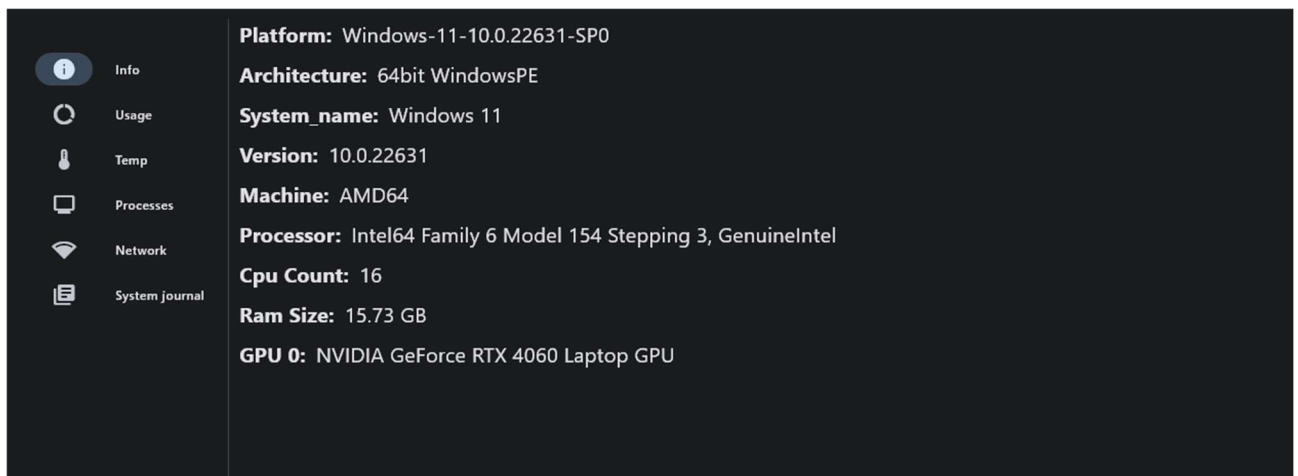 Info
Usage
Temp
Processes
Network
System journal
Platform: Windows-11-10.0.22631-SP0
Architecture: 64bit WindowsPE
System_name: Windows 11
Version: 10.0.22631
Machine: AMD64
Processor: Intel64 Family 6 Model 154 Stepping 3, GenuineIntel
Cpu Count: 16
Ram Size: 15.73 GB
GPU 0: NVIDIA GeForce RTX 4060 Laptop GPU